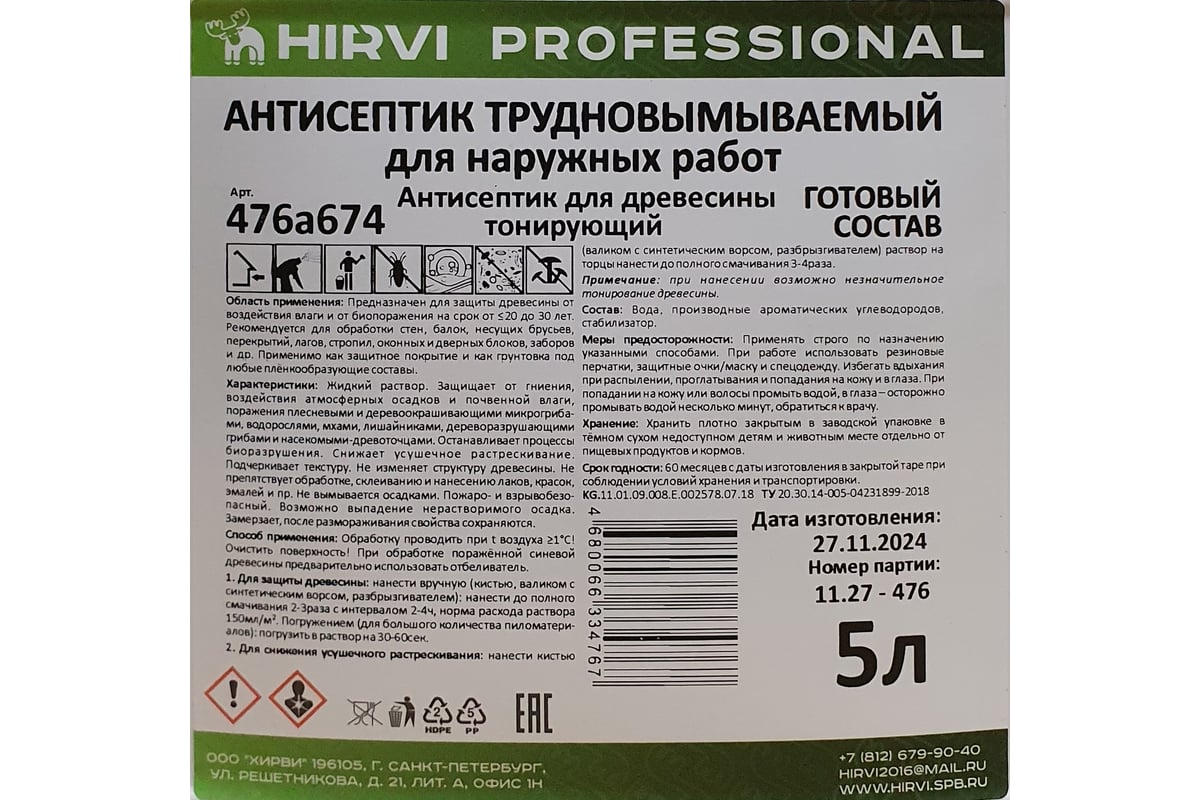 HIRVI PROFESSIONAL
АНТИСЕПТИК ТРУДНОВЫМЫВАЕМЫЙ
для наружных работ
Арт.
476а674
Антисептик для древесины
тонирующий
ГОТОВЫЙ
СОСТАВ
Область применения: Предназначен для защиты древесины от
воздействия влаги и от биопоражения на срок от ≤20 до 30 лет.
Рекомендуется для обработки стен, балок, несущих брусьев,
перекрытий, лагов, стропил, оконных и дверных блоков, заборов
и др. Применимо как защитное покрытие и как грунтовка под
любые плёнкообразующие составы.
Характеристики: Жидкий раствор. Защищает от гниения,
воздействия атмосферных осадков и почвенной влаги,
поражения плесневыми и деревоокрашивающими микрогриба-
ми, водорослями, мхами, лишайниками, дереворазрушающими
грибами и насекомыми-древоточцами. Останавливает процессы
биоразрушения. Снижает усушечное растрескивание.
Подчеркивает текстуру. Не изменяет структуру древесины. Не
препятствует обработке, склеиванию и нанесению лаков, красок,
эмалей и пр. Не вымывается осадками. Пожаро- и взрывобезо-
пасный. Возможно выпадение нерастворимого осадка.
Замерзает, после размораживания свойства сохраняются.
Способ применения: Обработку проводить при t воздуха ≥1°С!
Очистить поверхность! При обработке поражённой синевой
древесины предварительно использовать отбеливатель.
1. Для защиты древесины: нанести вручную (кистью, валиком с
синтетическим ворсом, разбрызгивателем): нанести до полного
смачивания 2-3раза с интервалом 2-4ч, норма расхода раствора
150мл/м². Погружением (для большого количества пиломатери-
алов): погрузить в раствор на 30-60сек.
2. Для снижения усушечного растрескивания: нанести кистью
(валиком с синтетическим ворсом, разбрызгивателем) раствор на
торцы нанести до полного смачивания 3-4раза.
Примечание: при нанесении возможно незначительное
тонирование древесины.
Состав: Вода, производные ароматических углеводородов,
стабилизатор.
Меры предосторожности: Применять строго по назначению
указанными способами. При работе использовать резиновые
перчатки, защитные очки/маску и спецодежду. Избегать вдыхания
при распылении, проглатывания и попадания на кожу и в глаза. При
попадании на кожу или волосы промыть водой, в глаза – осторожно
промывать водой несколько минут, обратиться к врачу.
Хранение: Хранить плотно закрытым в заводской упаковке в
тёмном сухом недоступном детям и животным месте отдельно от
пищевых продуктов и кормов.
Срок годности: 60 месяцев с даты изготовления в закрытой таре при
соблюдении условий хранения и транспортировки.
KG.11.01.09.008.E.002578.07.18 ТУ 20.30.14-005-04231899-2018
4 680066 334767
Дата изготовления:
27.11.2024
Номер партии:
11.27 - 476
5л
2
HDPE
5
PP
EAC
ООО "ХИРВИ" 196105, Г. САНКТ-ПЕТЕРБУРГ,
УЛ. РЕШЕТНИКОВА, Д. 21, ЛИТ. А, ОФИС 1Н
+7 (812) 679-90-40
HIRVI2016@MAIL.RU
WWW.HIRVI.SPB.RU